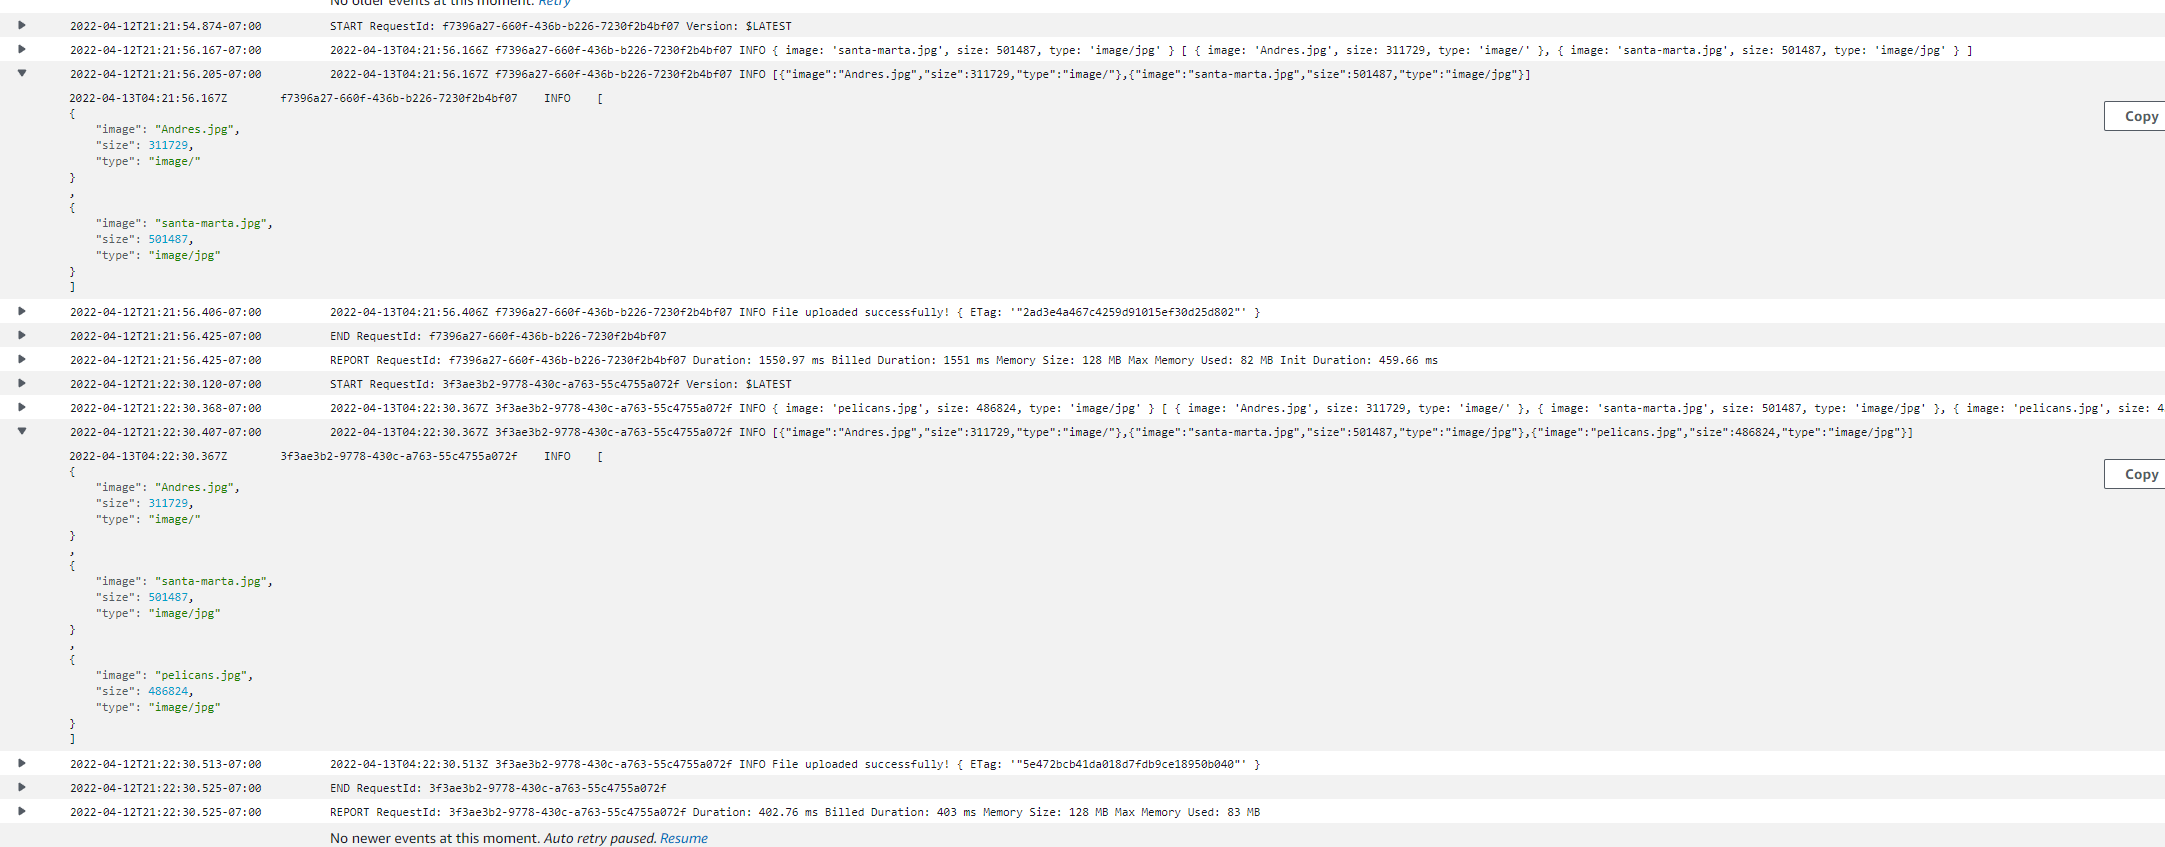 No older events at this moment. Retry
2022-04-12T21:21:54.874-07:00 START RequestId: f7396a27-660f-436b-b226-7230f2b4bf07 Version: $LATEST
2022-04-12T21:21:56.167-07:00 2022-04-13T04:21:56.166Z f7396a27-660f-436b-b226-7230f2b4bf07 INFO { image: 'santa-marta.jpg', size: 501487, type: 'image/jpg' } [ { image: 'Andres.jpg', size: 311729, type: 'image/' }, { image: 'santa-marta.jpg', size: 501487, type: 'image/jpg' } ]
2022-04-12T21:21:56.205-07:00 2022-04-13T04:21:56.167Z f7396a27-660f-436b-b226-7230f2b4bf07 INFO [{"image":"Andres.jpg","size":311729,"type":"image/"},{"image":"santa-marta.jpg","size":501487,"type":"image/jpg"}]
2022-04-13T04:21:56.167Z f7396a27-660f-436b-b226-7230f2b4bf07 INFO [
Copy
{
"image": "Andres.jpg",
"size": 311729,
"type": "image/"
}
,
{
"image": "santa-marta.jpg",
"size": 501487,
"type": "image/jpg"
}
]
2022-04-12T21:21:56.406-07:00 2022-04-13T04:21:56.406Z f7396a27-660f-436b-b226-7230f2b4bf07 INFO File uploaded successfully! { ETag: '"2ad3e4a467c4259d91015ef30d25d802"' }
2022-04-12T21:21:56.425-07:00 END RequestId: f7396a27-660f-436b-b226-7230f2b4bf07
2022-04-12T21:21:56.425-07:00 REPORT RequestId: f7396a27-660f-436b-b226-7230f2b4bf07 Duration: 1550.97 ms Billed Duration: 1551 ms Memory Size: 128 MB Max Memory Used: 82 MB Init Duration: 459.66 ms
2022-04-12T21:22:30.120-07:00 START RequestId: 3f3ae3b2-9778-430c-a763-55c4755a072f Version: $LATEST
2022-04-12T21:22:30.368-07:00 2022-04-13T04:22:30.367Z 3f3ae3b2-9778-430c-a763-55c4755a072f INFO { image: 'pelicans.jpg', size: 486824, type: 'image/jpg' } [ { image: 'Andres.jpg', size: 311729, type: 'image/' }, { image: 'santa-marta.jpg', size: 501487, type: 'image/jpg' }, { image: 'pelicans.jpg', size: 4
2022-04-12T21:22:30.407-07:00 2022-04-13T04:22:30.367Z 3f3ae3b2-9778-430c-a763-55c4755a072f INFO [{"image":"Andres.jpg","size":311729,"type":"image/"},{"image":"santa-marta.jpg","size":501487,"type":"image/jpg"},{"image":"pelicans.jpg","size":486824,"type":"image/jpg"}]
2022-04-13T04:22:30.367Z 3f3ae3b2-9778-430c-a763-55c4755a072f INFO [
Copy
{
"image": "Andres.jpg",
"size": 311729,
"type": "image/"
}
,
{
"image": "santa-marta.jpg",
"size": 501487,
"type": "image/jpg"
}
,
{
"image": "pelicans.jpg",
"size": 486824,
"type": "image/jpg"
}
]
2022-04-12T21:22:30.513-07:00 2022-04-13T04:22:30.513Z 3f3ae3b2-9778-430c-a763-55c4755a072f INFO File uploaded successfully! { ETag: '"5e472bcb41da018d7fdb9ce18950b040"' }
2022-04-12T21:22:30.525-07:00 END RequestId: 3f3ae3b2-9778-430c-a763-55c4755a072f
2022-04-12T21:22:30.525-07:00 REPORT RequestId: 3f3ae3b2-9778-430c-a763-55c4755a072f Duration: 402.76 ms Billed Duration: 403 ms Memory Size: 128 MB Max Memory Used: 83 MB
No newer events at this moment. Auto retry paused. Resume